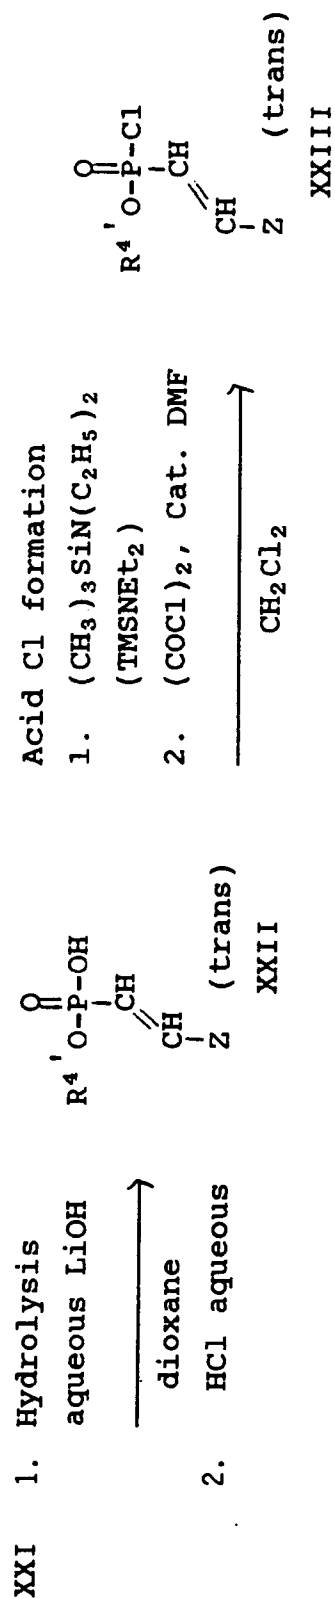 XXI 1. Hydrolysis
aqueous LiOH
dioxane
2. HCl aqueous
O
R4' O-P-OH
CH
CH
Z (trans)
XXII
Acid Cl formation
1. (CH3)3SiN(C2H5)2
(TMSNEt2)
2. (COCl)2, Cat. DMF
CH2Cl2
O
R4' O-P-Cl
CH
CH
Z (trans)
XXIII